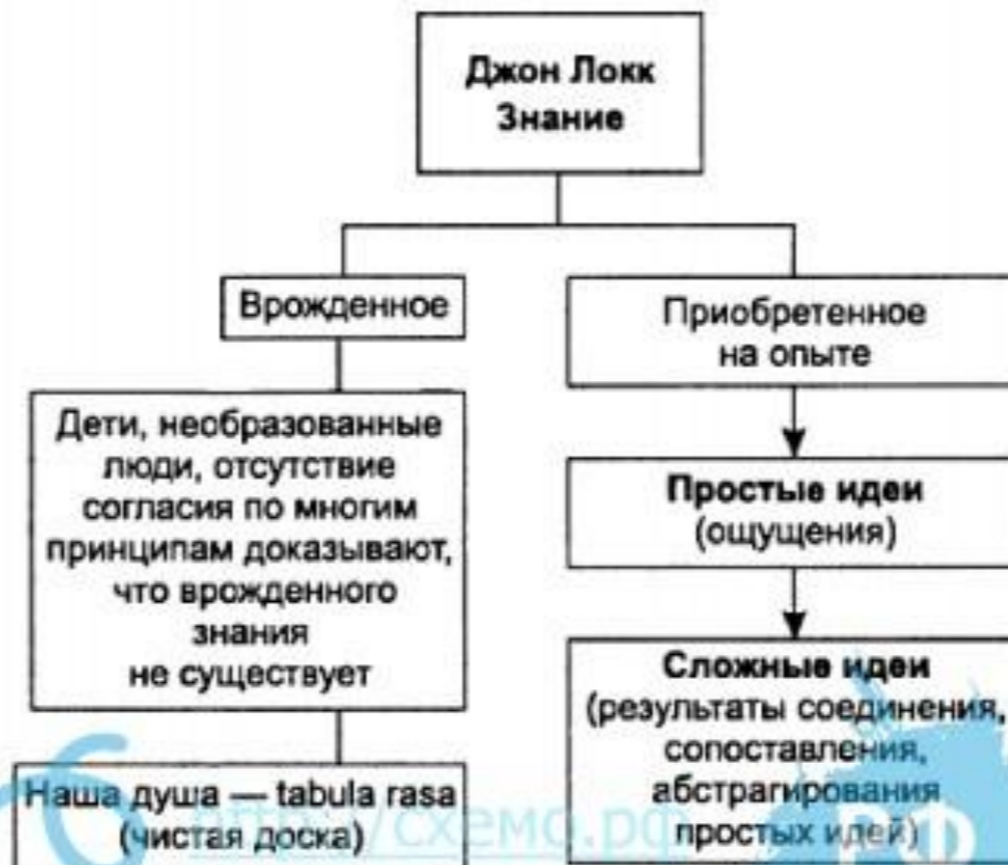 Джон Локк
Знание
Врожденное
Дети, необразованные
люди, отсутствие
согласия по многим
принципам доказывают,
что врожденного
знания
не существует
Наша душа — tabula rasa
(чистая доска)
Приобретенное
на опыте
Простые идеи
(ощущения)
Сложные идеи
(результаты соединения,
сопоставления,
абстрагирования
простых идей)
http://схемо.рф
РФ